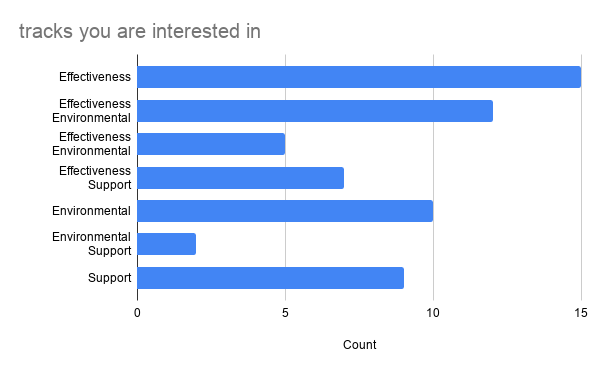 tracks you are interested in
Effectiveness
Effectiveness
Environmental
Effectiveness
Environmental
Effectiveness
Support
Environmental
Environmental
Support
Support
0
5
10
15
Count